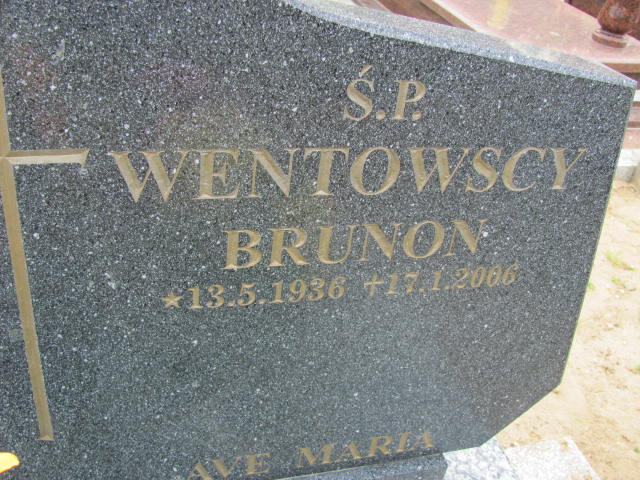 Ś.P.
WENTOWSCY
BRUNON
★13.5.1936 +17.1.2006
AVE MARIA